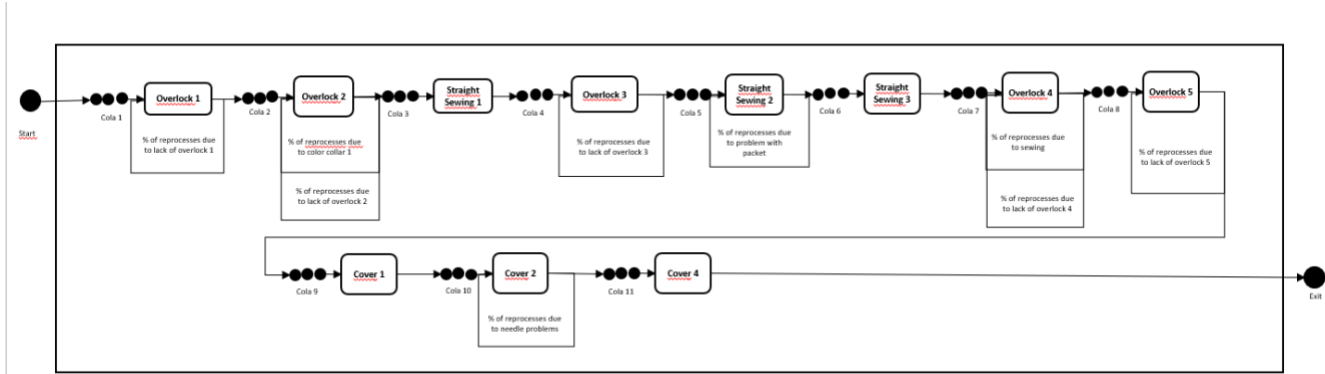 Start
Cola 1
Overlock 1
% of reprocesses due
to lack of overlock 1
Cola 2
Overlock 2
% of reprocesses due
to color collar 1
% of reprocesses due
to lack of overlock 2
Cola 3
Straight
Sewing 1
Cola 4
Overlock 3
% of reprocesses due
to lack of overlock 3
Cola 5
Straight
Sewing 2
% of reprocesses due
to problem with
packet
Cola 6
Straight
Sewing 3
Cola 7
Overlock 4
% of reprocesses due
to sewing
% of reprocesses due
to lack of overlock 4
Cola 8
Overlock 5
% of reprocesses due
to lack of overlock 5
Cola 9
Cover 1
Cola 10
Cover 2
% of reprocesses due
to needle problems
Cola 11
Cover 4
Exit